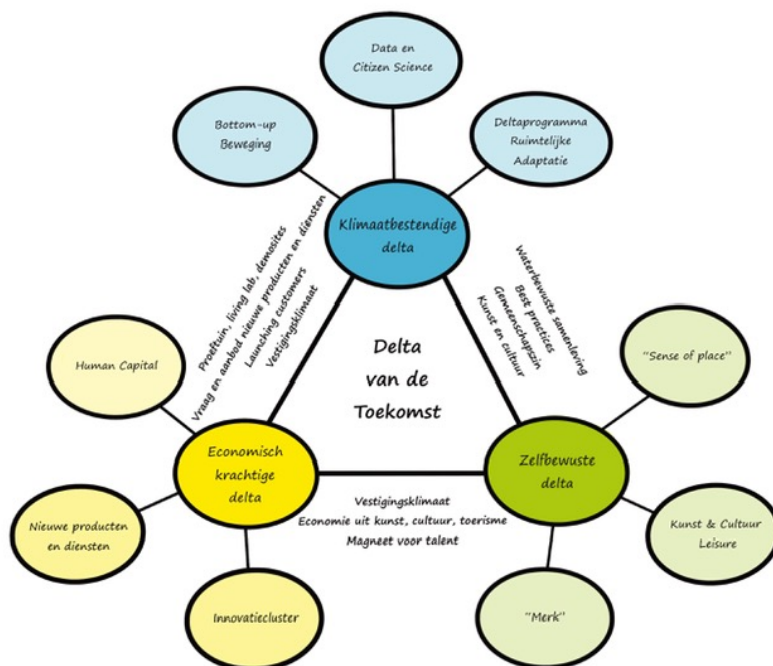 Data en
Citizen Science
Bottom-up
Beweging
Deltaprogramma
Ruimtelijke
Adaptatie
Klimaatbestendige
delta
Proeftuin, living lab, demosites
Vraag en aanbod nieuwe producten en diensten
Launching customers
Vestigingsklimaat
Waterbewuste samenleving
Best practices
Gemeenschapszin
Kunst en cultuur
Delta
van de
Toekomst
Human Capital
"Sense of place"
Economisch
krachtige
delta
Zelfbewuste
delta
Vestigingsklimaat
Economie uit kunst, cultuur, toerisme
Magneet voor talent
Nieuwe producten
en diensten
Kunst & Cultuur
Leisure
Innovatiecluster
"Merk"